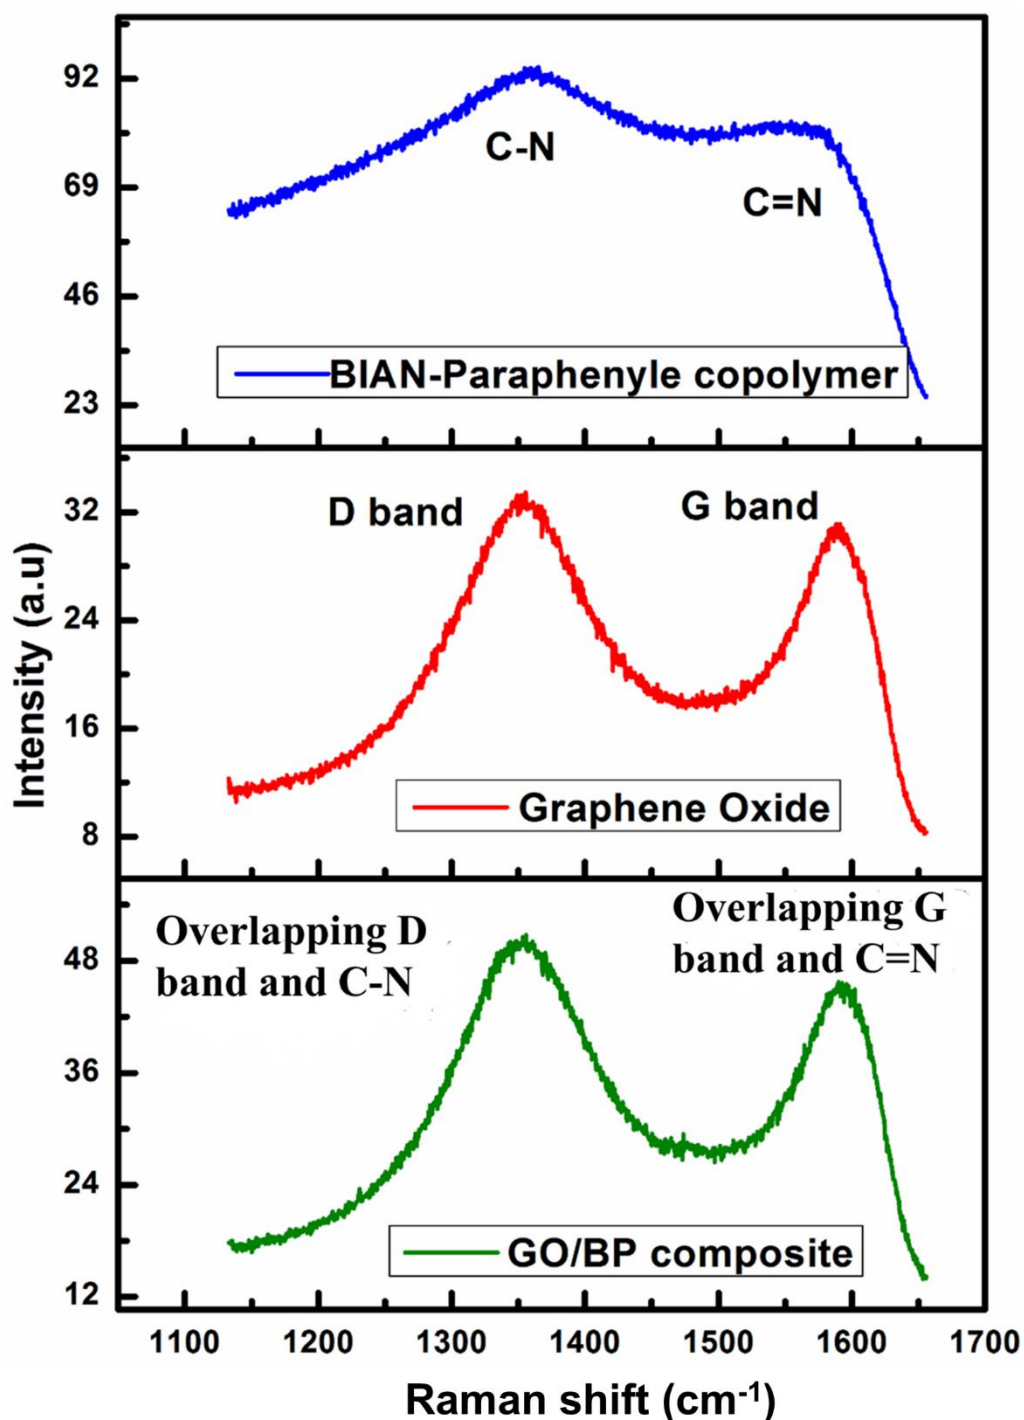 92
69
46
23
C-N
C=N
BIAN-Paraphenyle copolymer
32
24
16
8
D band
G band
Graphene Oxide
48
36
24
12
Overlapping D
band and C-N
Overlapping G
band and C=N
GO/BP composite
1100 1200 1300 1400 1500 1600 1700
Intensity (a.u)
Raman shift (cm-1)